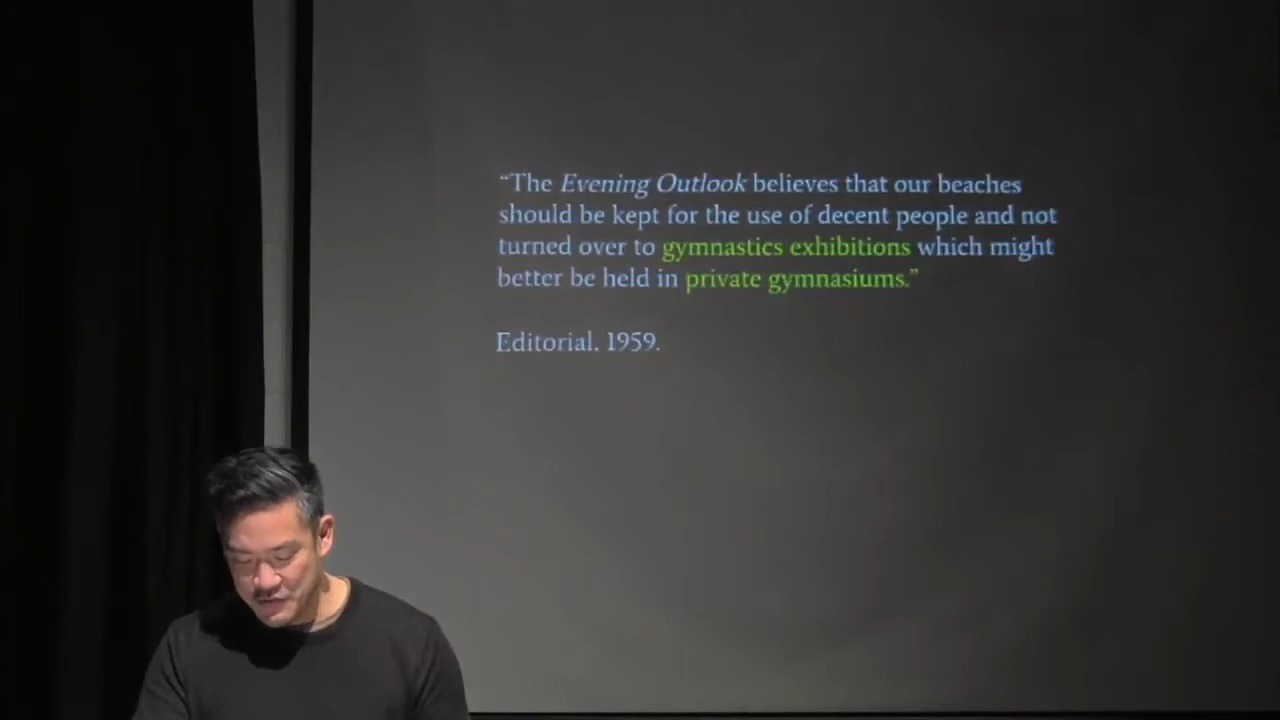 “The Evening Outlook believes that our beaches
should be kept for the use of decent people and not
turned over to gymnastics exhibitions which might
better be held in private gymnasiums.”
Editorial, 1959.